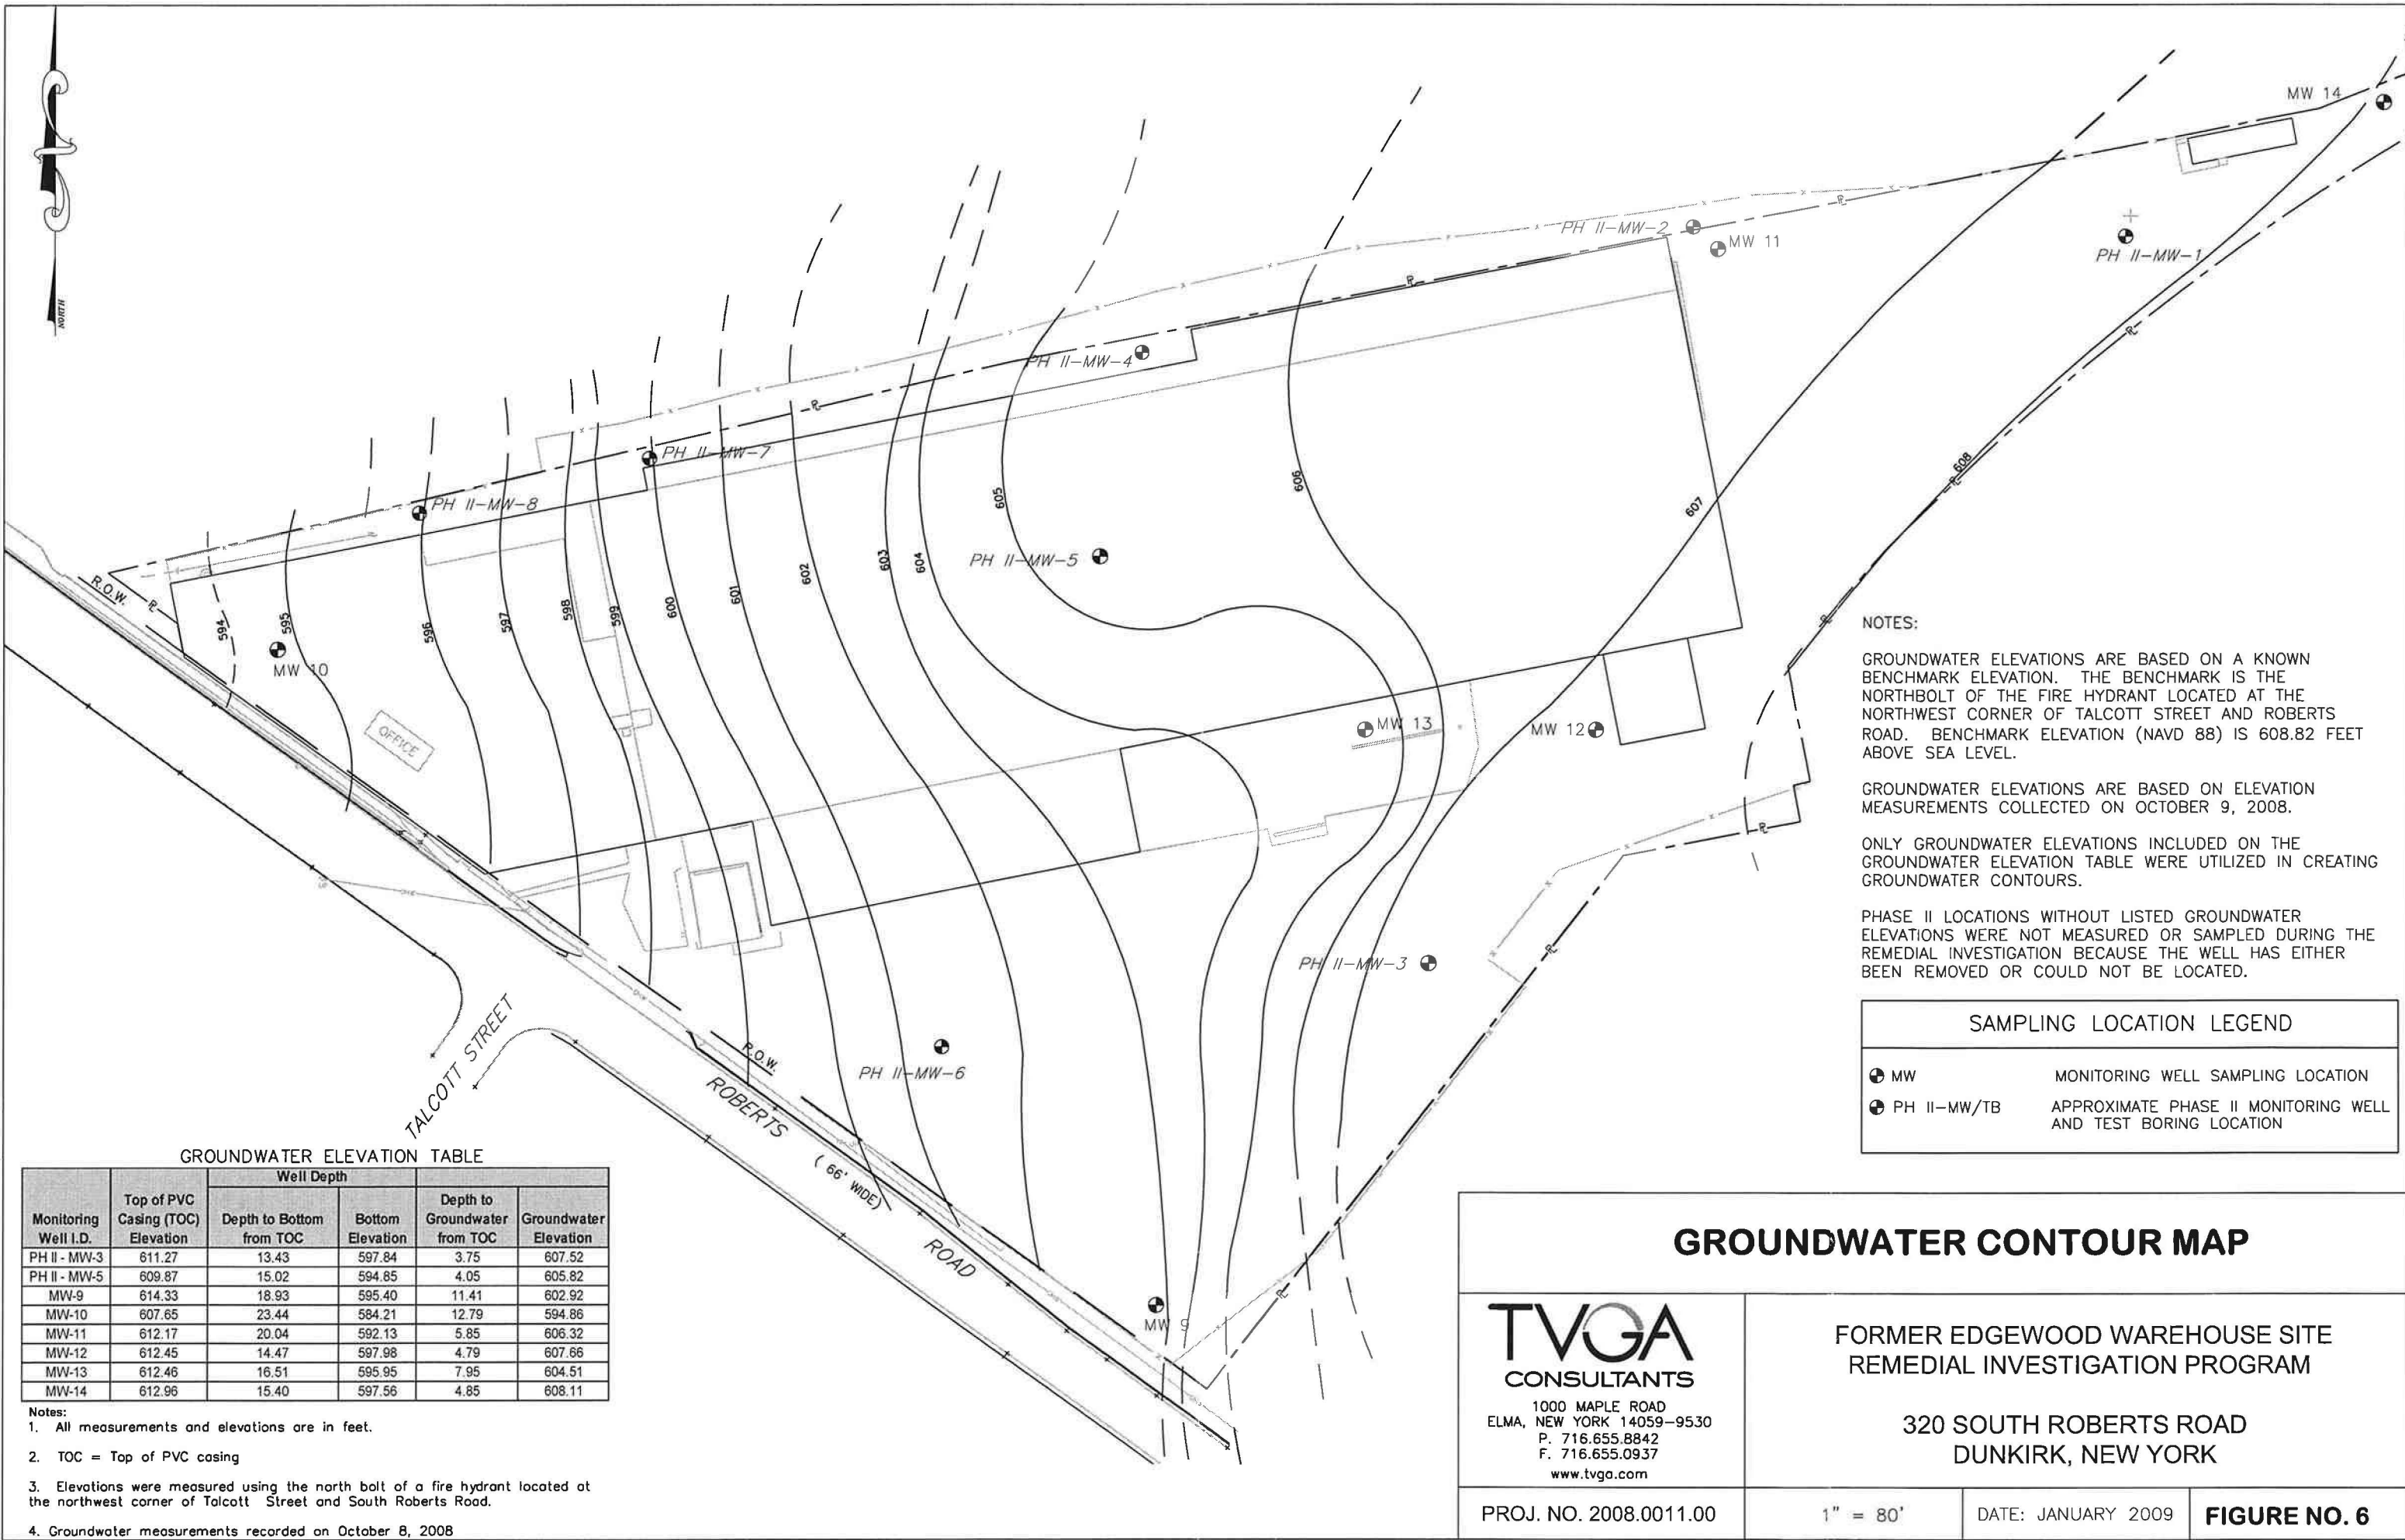 NORTH
MW 14
PH II-MW-2
MW 11
PH II-MW-1
PH II-MW-4
PH II-MW-7
PH II-MW-8
PH II-MW-5
605
606
607
608
594
595
596
597
598
599
600
601
602
603
604
R.O.W.
MW 10
OFFICE
MW 13
MW 12
PH II-MW-3
PH II-MW-6
R.O.W.
TALCOTT STREET
ROBERTS
( 66' WIDE)
ROAD
MW 9
NOTES:
GROUNDWATER ELEVATIONS ARE BASED ON A KNOWN
BENCHMARK ELEVATION. THE BENCHMARK IS THE
NORTHBOLT OF THE FIRE HYDRANT LOCATED AT THE
NORTHWEST CORNER OF TALCOTT STREET AND ROBERTS
ROAD. BENCHMARK ELEVATION (NAVD 88) IS 608.82 FEET
ABOVE SEA LEVEL.
GROUNDWATER ELEVATIONS ARE BASED ON ELEVATION
MEASUREMENTS COLLECTED ON OCTOBER 9, 2008.
ONLY GROUNDWATER ELEVATIONS INCLUDED ON THE
GROUNDWATER ELEVATION TABLE WERE UTILIZED IN CREATING
GROUNDWATER CONTOURS.
PHASE II LOCATIONS WITHOUT LISTED GROUNDWATER
ELEVATIONS WERE NOT MEASURED OR SAMPLED DURING THE
REMEDIAL INVESTIGATION BECAUSE THE WELL HAS EITHER
BEEN REMOVED OR COULD NOT BE LOCATED.
SAMPLING LOCATION LEGEND
MW MONITORING WELL SAMPLING LOCATION
PH II-MW/TB APPROXIMATE PHASE II MONITORING WELL
AND TEST BORING LOCATION
GROUNDWATER ELEVATION TABLE
Well Depth
Monitoring Well I.D. Top of PVC Casing (TOC) Elevation Depth to Bottom from TOC Bottom Elevation Depth to Groundwater from TOC Groundwater Elevation
PH II - MW-3 611.27 13.43 597.84 3.75 607.52
PH II - MW-5 609.87 15.02 594.85 4.05 605.82
MW-9 614.33 18.93 595.40 11.41 602.92
MW-10 607.65 23.44 584.21 12.79 594.86
MW-11 612.17 20.04 592.13 5.85 606.32
MW-12 612.45 14.47 597.98 4.79 607.66
MW-13 612.46 16.51 595.95 7.95 604.51
MW-14 612.96 15.40 597.56 4.85 608.11
Notes:
1. All measurements and elevations are in feet.
2. TOC = Top of PVC casing
3. Elevations were measured using the north bolt of a fire hydrant located at
the northwest corner of Talcott Street and South Roberts Road.
4. Groundwater measurements recorded on October 8, 2008
GROUNDWATER CONTOUR MAP
TVGA
CONSULTANTS
1000 MAPLE ROAD
ELMA, NEW YORK 14059-9530
P. 716.655.8842
F. 716.655.0937
www.tvga.com
FORMER EDGEWOOD WAREHOUSE SITE
REMEDIAL INVESTIGATION PROGRAM
320 SOUTH ROBERTS ROAD
DUNKIRK, NEW YORK
PROJ. NO. 2008.0011.00
1" = 80'
DATE: JANUARY 2009
FIGURE NO. 6